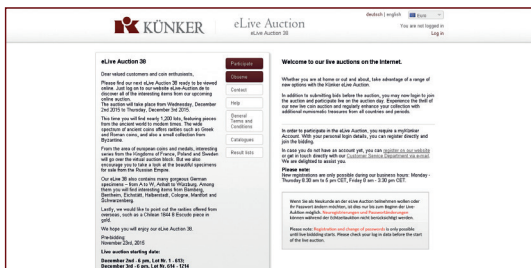 deutsch | english
Euro
You are not logged in
Log in
KÜNKER
eLive Auction
eLive Auction 38
eLive Auction 38
Dear valued customers and coin enthusiasts,
Please find our next eLive Auction 38 ready to be viewed
online. Just log on to our website eLive-Auction.de to
discover all of the interesting items from our upcoming
online auction.
The auction will take place from Wednesday, December
2nd 2015 to Thursday, December 3rd 2015.
This time you will find nearly 1,200 lots, featuring pieces
from the ancient world to modern times. The wide
spectrum of ancient coins offers rarities such as Greek
and Roman coins, and also a small collection from
Byzantine.
From the area of european coins and medals, interesting
series from the Kingdoms of France, Poland and Sweden
will go over the virtual auction block. But we also
encourage you to take a look at the beautiful specimens
for sale from the Russian Empire.
Our eLive 38 also contains many gorgeous German
specimens – from A to W, Anhalt to Würzburg. Among
them you will find interesting items from Bamberg,
Bentheim, Eichstätt, Halberstadt, Cologne, Mansfeld and
Schwarzenberg.
Lastly, we would like to point out the rarities offered from
overseas, such as a Chilean 1844 8 Escudo piece in
gold.
We hope you will enjoy our eLive Auction 38.
Pre-bidding
November 23rd, 2015
Live auction starting date:
December 2nd - 6 pm, Lot Nr. 1 - 613;
December 3rd - 6 pm, Lot Nr. 614 - 1214
Participate
Observe
Contact
Help
General
Terms and
Conditions
Catalogues
Result lists
Welcome to our live auctions on the Internet.
Whether you are at home or out and about, take advantage of a range of
new options with the Künker eLive Auction.
In addition to submitting bids before the auction, you may now login to join
the auction and participate live on the auction day. Experience the thrill of
our new live coin auction and regularly enhance your collection with
additional numismatic treasures from all countries and periods.
In order to participate in the eLive Auction, you require a myKünker
Account. With your personal login details, you can register directly and
join the bidding.
In case you do not have an account yet, you can register as on our website
or get in touch directly with our Customer Service Department via e-mail.
We are delighted to assist you.
Please note:
New registrations are only possible during our business hours: Monday -
Thursday 8:30 am to 5 pm CET, Friday 8 am - 3:30 pm CET.
Wenn Sie als Neukunde an der eLive Auction teilnehmen wollen oder
Ihr Passwort ändern möchten, ist dies nur bis zum Beginn der Live-
Auktion möglich. Neuregistrierungen und Passwortänderungen
können während der Echtzeitauktion nicht berücksichtigt werden.
Please note: Registration and change of passwords is only possible
until live bidding starts. Please check your log in data before the start
of the live auction.